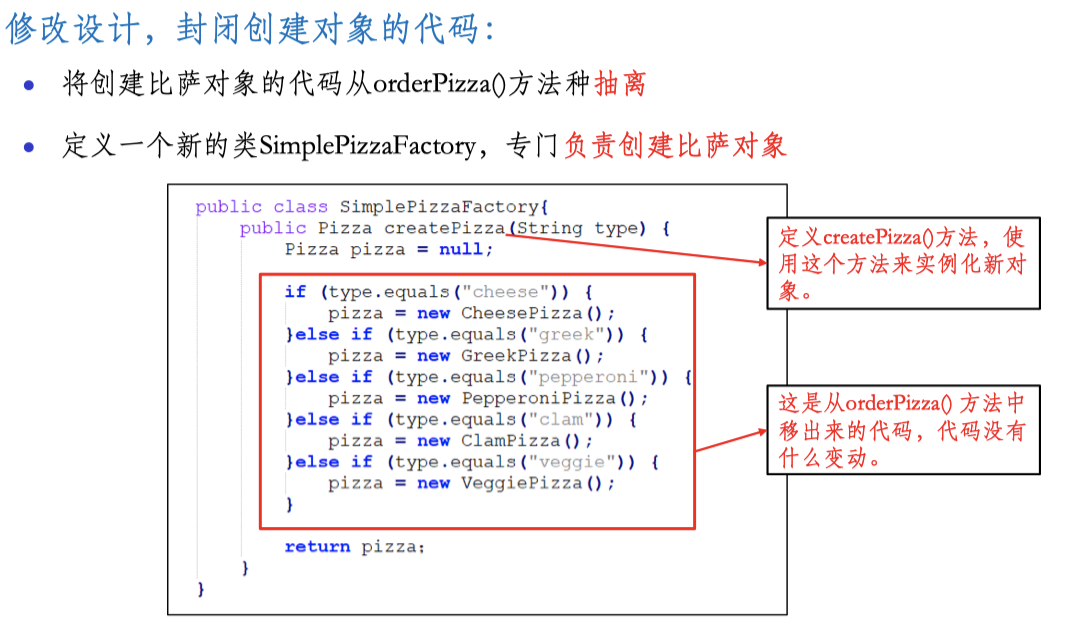 修改设计，封闭创建对象的代码：
• 将创建比萨对象的代码从orderPizza()方法种抽离
• 定义一个新的类SimplePizzaFactory，专门负责创建比萨对象
public class SimplePizzaFactory{
public Pizza createPizza(String type) {
Pizza pizza = null;
if (type.equals("cheese")) {
pizza = new CheesePizza();
}else if (type.equals("greek")) {
pizza = new GreekPizza();
}else if (type.equals("pepperoni")) {
pizza = new PepperoniPizza();
}else if (type.equals("clam")) {
pizza = new ClamPizza();
}else if (type.equals("veggie")) {
pizza = new VeggiePizza();
}
return pizza;
}
}
定义createPizza()方法，使
用这个方法来实例化新对
象。
这是从orderPizza() 方法中
移出来的代码，代码没有
什么变动。